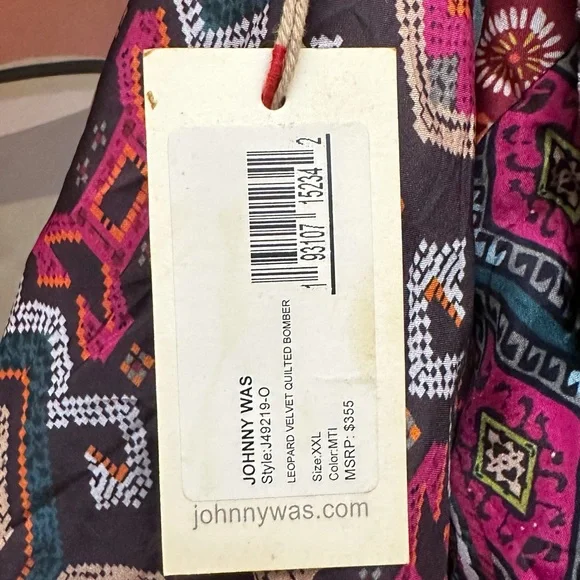 JOHNNY WAS
Style:J49219-O
LEOPARD VELVET QUILTED BOMBER
Size:XXL
Color:MTI
MSRP: $355
1 93107 15234 2
johnnywas.com